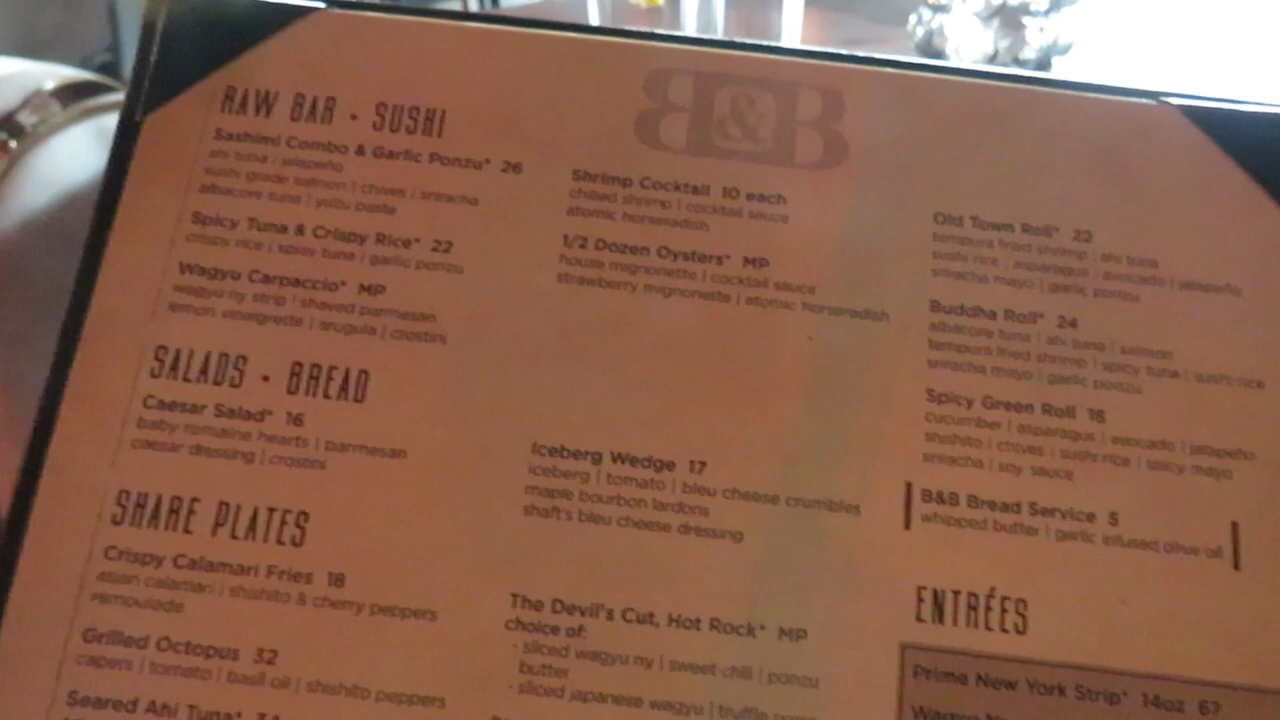 B&B
RAW BAR • SUSHI
Sashimi Combo & Garlic Ponzu* 26
ahi tuna | jalapeño
sushi grade salmon | chives | sriracha
albacore tuna | yuzu paste
Spicy Tuna & Crispy Rice* 22
crispy rice | spicy tuna | garlic ponzu
Wagyu Carpaccio* MP
wagyu ny strip | shaved parmesan
lemon vinaigrette | arugula | crostini
Shrimp Cocktail 10 each
chilled shrimp | cocktail sauce
atomic horseradish
1/2 Dozen Oysters* MP
house mignonette | cocktail sauce
strawberry mignonette | atomic horseradish
Old Town Roll* 22
tempura fried shrimp | ahi tuna
sushi rice | asparagus | avocado | jalapeño
sriracha mayo | garlic ponzu
Buddha Roll* 24
albacore tuna | ahi tuna | salmon
tempura fried shrimp | spicy tuna | sushi rice
sriracha mayo | garlic ponzu
Spicy Green Roll 16
cucumber | asparagus | avocado | jalapeño
shishito | chives | sushi rice | spicy mayo
sriracha | soy sauce
SALADS • BREAD
Caesar Salad* 16
baby romaine hearts | parmesan
caesar dressing | crostini
Iceberg Wedge 17
iceberg | tomato | bleu cheese crumbles
maple bourbon lardons
shaft's bleu cheese dressing
B&B Bread Service 5
whipped butter | garlic infused olive oil
SHARE PLATES
Crispy Calamari Fries 18
asian calamari | shishito & cherry peppers
remoulade
Grilled Octopus 32
capers | tomato | basil oil | shishito peppers
Seared Ahi Tuna*
The Devil's Cut, Hot Rock* MP
choice of:
- sliced wagyu ny | sweet chili | ponzu
butter
- sliced japanese wagyu | truffle
ENTRÉES
Prime New York Strip* 14oz